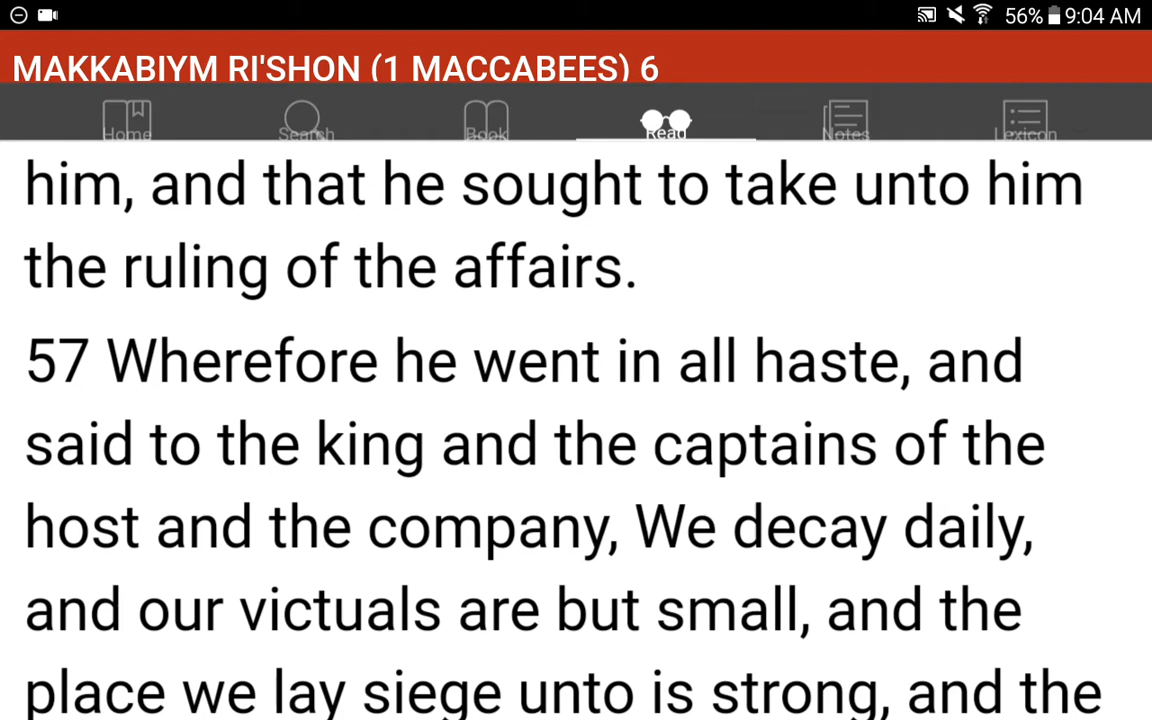 56% 9:04 AM
MAKKABIYM RI'SHON (1 MACCABEES) 6
Home Search Book Read Notes Lexicon
him, and that he sought to take unto him
the ruling of the affairs.
57 Wherefore he went in all haste, and
said to the king and the captains of the
host and the company, We decay daily,
and our victuals are but small, and the
place we lay siege unto is strong, and the